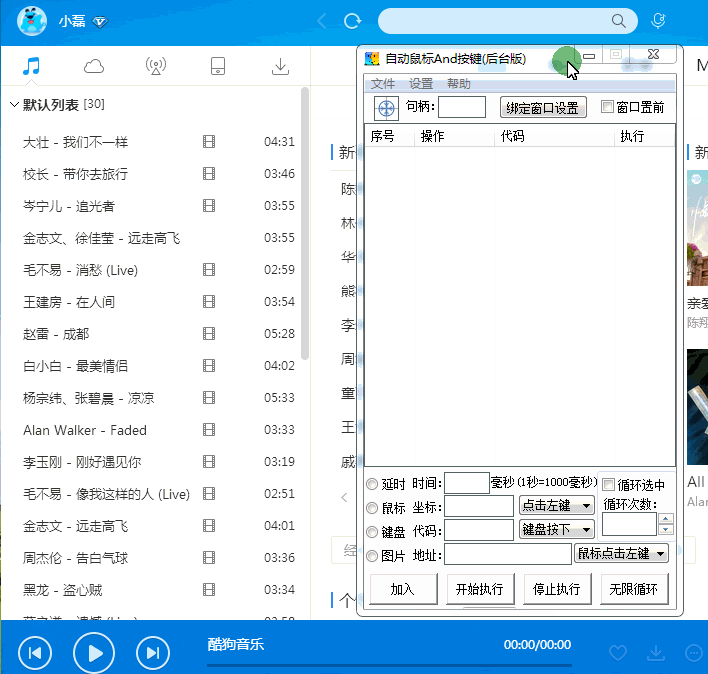 小磊
默认列表 [30]
大壮 - 我们不一样 04:31
校长 - 带你去旅行 03:46
岑宁儿 - 追光者 03:55
金志文、徐佳莹 - 远走高飞 03:55
毛不易 - 消愁 (Live) 02:59
王建房 - 在人间 03:54
赵雷 - 成都 05:28
白小白 - 最美情侣 04:02
杨宗纬、张碧晨 - 凉凉 05:33
Alan Walker - Faded 03:33
李玉刚 - 刚好遇见你 03:19
毛不易 - 像我这样的人 (Live) 02:51
金志文 - 远走高飞 04:01
周杰伦 - 告白气球 03:36
黑龙 - 盗心贼 03:34
新
陈
林
华
熊
李
周
童
王
戚
经
个
自动鼠标And按键(后台版)
文件 设置 帮助
句柄: 绑定窗口设置 窗口置前
序号 操作 代码 执行
延时 时间: 毫秒(1秒=1000毫秒) 循环选中
鼠标 坐标: 点击左键 循环次数:
键盘 代码: 键盘按下
图片 地址: 鼠标点击左键
加入 开始执行 停止执行 无限循环
M
新
亲爱
陈翔
All
Alan
酷狗音乐 00:00/00:00